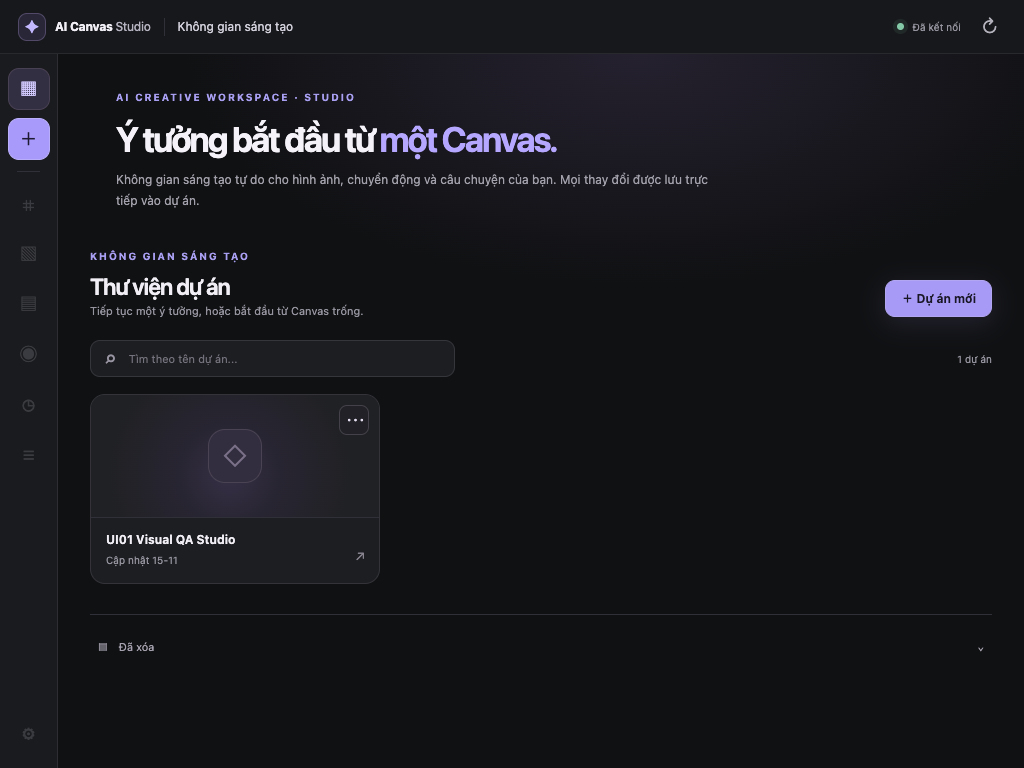 AI Canvas Studio
Không gian sáng tạo
Đã kết nối
AI CREATIVE WORKSPACE · STUDIO
Ý tưởng bắt đầu từ một Canvas.
Không gian sáng tạo tự do cho hình ảnh, chuyển động và câu chuyện của bạn. Mọi thay đổi được lưu trực
tiếp vào dự án.
KHÔNG GIAN SÁNG TẠO
Thư viện dự án
Tiếp tục một ý tưởng, hoặc bắt đầu từ Canvas trống.
+ Dự án mới
Tìm theo tên dự án...
1 dự án
UI01 Visual QA Studio
Cập nhật 15-11
Đã xóa